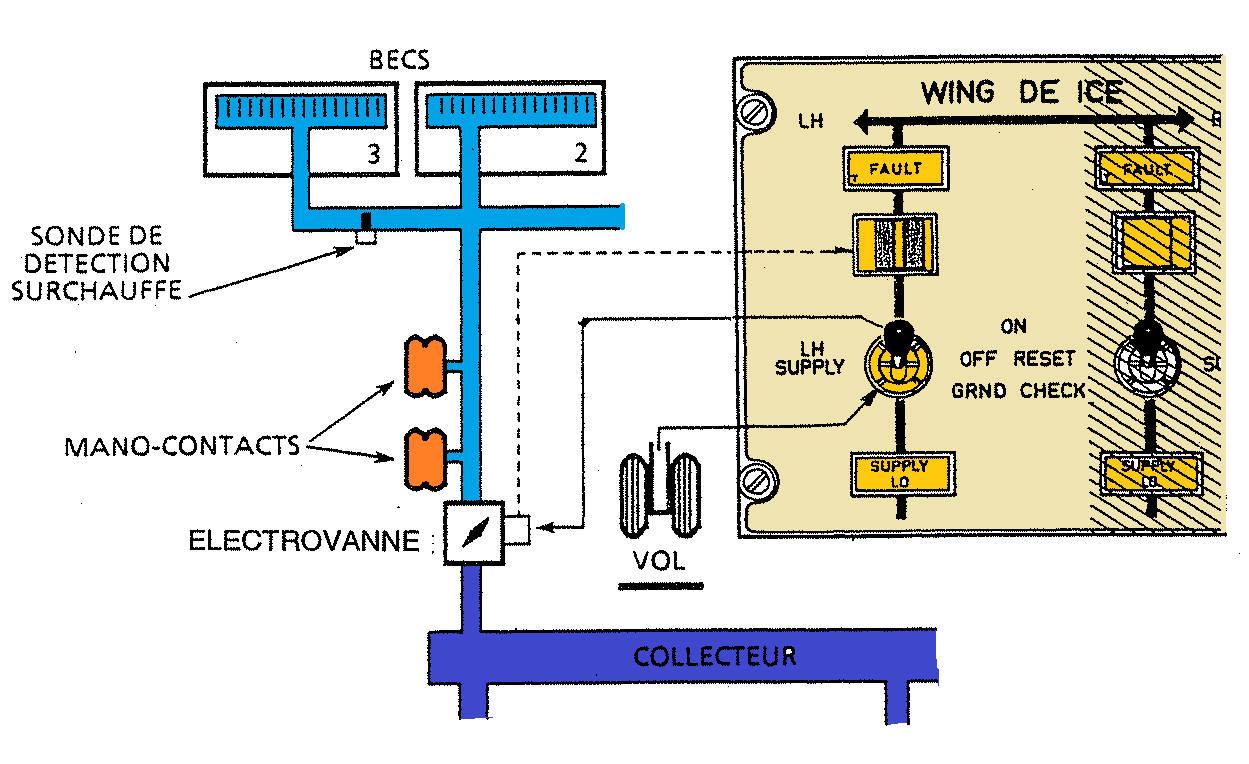 BECS
3
2
SONDE DE
DETECTION
SURCHAUFFE
MANO-CONTACTS
ELECTROVANNE
VOL
COLLECTEUR
WING DE ICE
LH
FAULT
FAULT
LH
SUPPLY
ON
OFF RESET
GRND CHECK
SUPPLY
LO
SUPPLY
LO